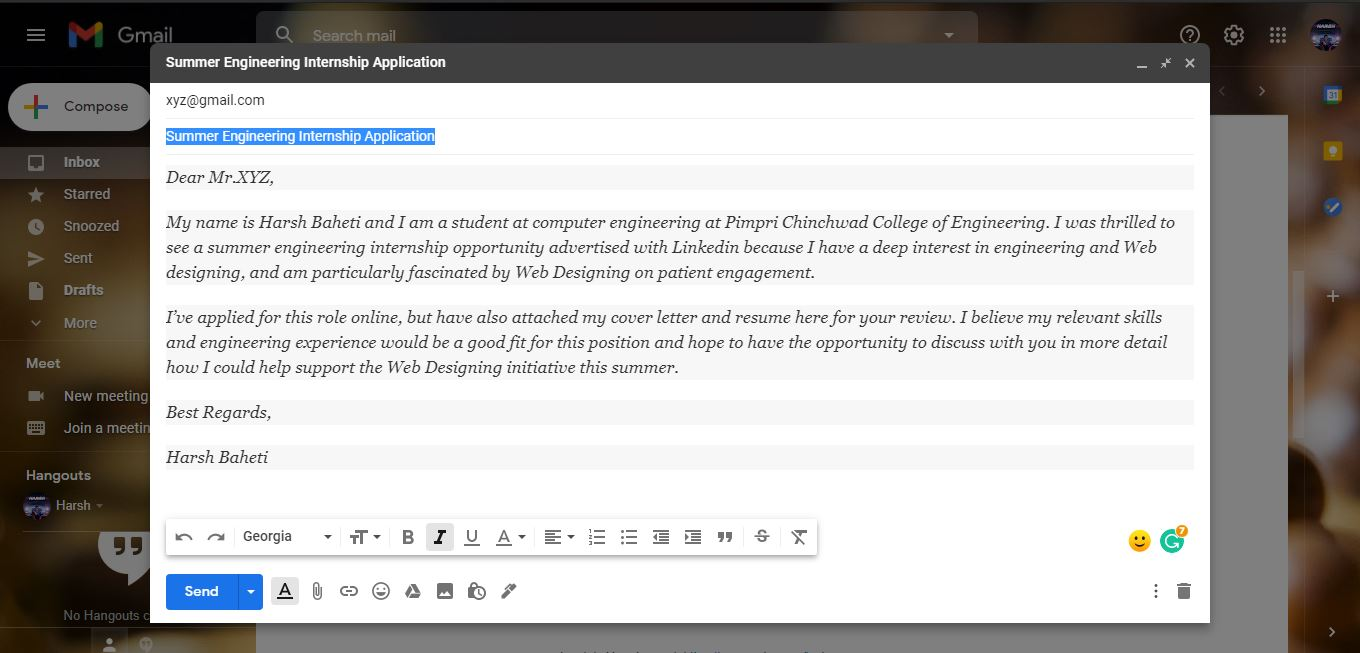 Gmail
Search mail
Summer Engineering Internship Application
Compose
xyz@gmail.com
31
Summer Engineering Internship Application
Inbox
Starred
Snoozed
Sent
Drafts
More
Dear Mr.XYZ,
My name is Harsh Baheti and I am a student at computer engineering at Pimpri Chinchwad College of Engineering. I was thrilled to
see a summer engineering internship opportunity advertised with Linkedin because I have a deep interest in engineering and Web
designing, and am particularly fascinated by Web Designing on patient engagement.
I’ve applied for this role online, but have also attached my cover letter and resume here for your review. I believe my relevant skills
and engineering experience would be a good fit for this position and hope to have the opportunity to discuss with you in more detail
how I could help support the Web Designing initiative this summer.
Best Regards,
Harsh Baheti
Meet
New meeting
Join a meetin
Hangouts
Harsh
No Hangouts c
Georgia
B I U A
7
Send
A